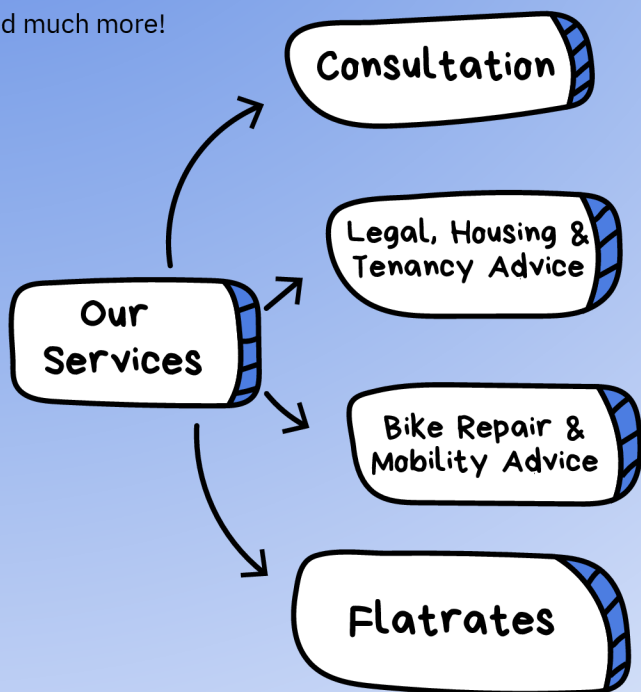 d much more!
Consultation
Legal, Housing &
Tenancy Advice
Our
Services
Bike Repair &
Mobility Advice
Flatrates